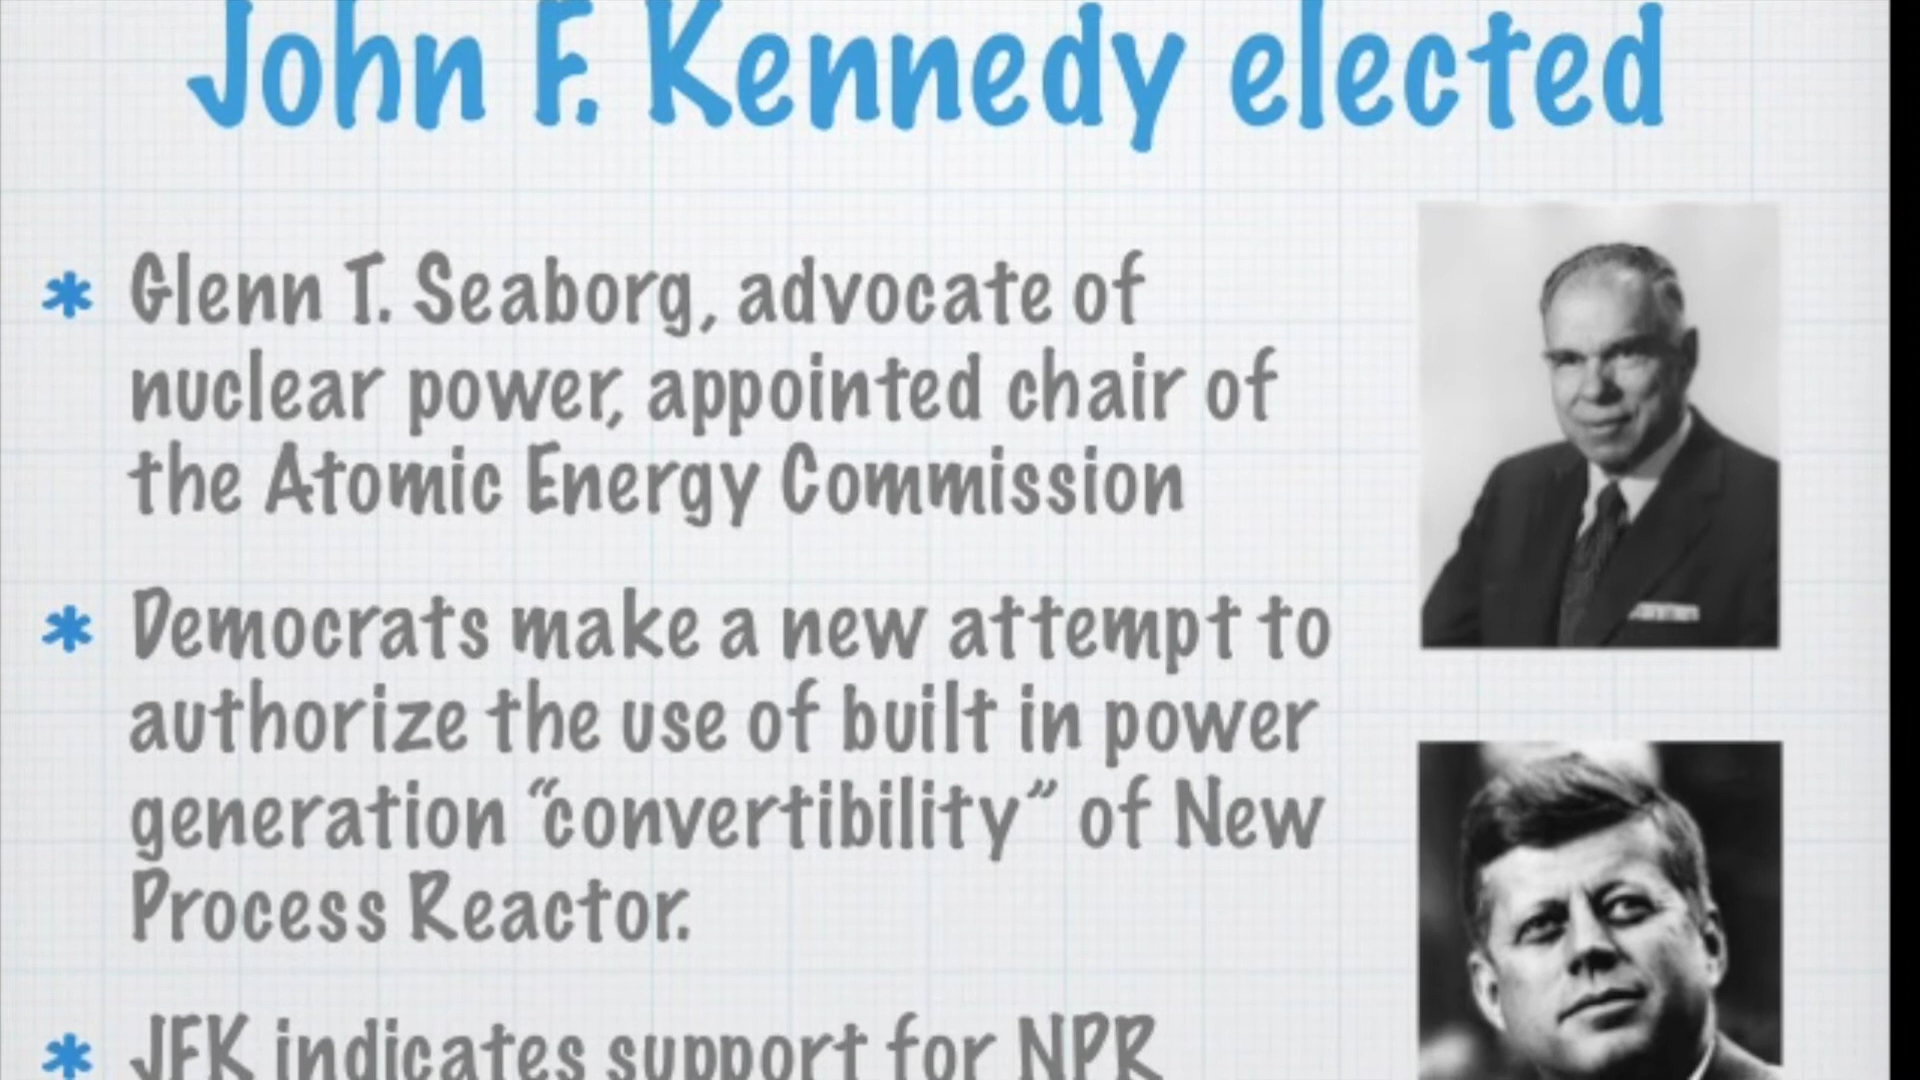 John F. Kennedy elected
* Glenn T. Seaborg, advocate of
nuclear power, appointed chair of
the Atomic Energy Commission
* Democrats make a new attempt to
authorize the use of built in power
generation “convertibility” of New
Process Reactor.
* JFK indicates support for NPR